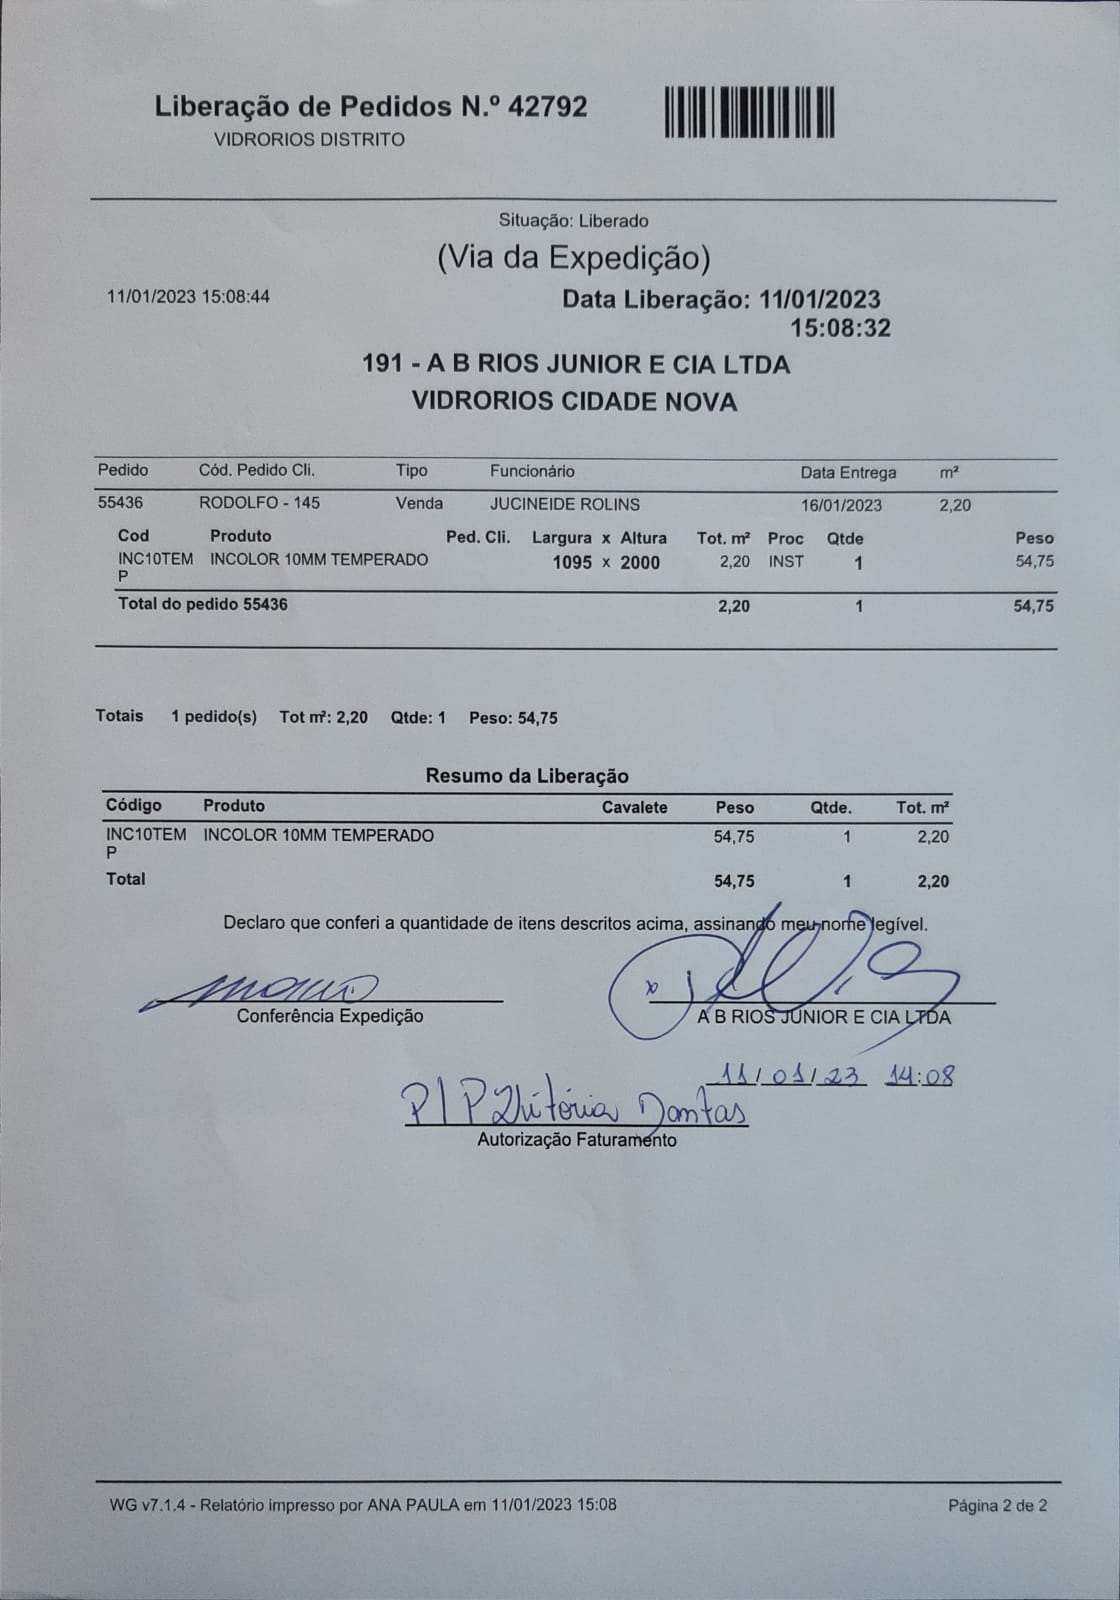 Liberação de Pedidos N.º 42792
VIDRORIOS DISTRITO
Situação: Liberado
(Via da Expedição)
11/01/2023 15:08:44
Data Liberação: 11/01/2023
15:08:32
191 - A B RIOS JUNIOR E CIA LTDA
VIDRORIOS CIDADE NOVA
Pedido Cód. Pedido Cli. Tipo Funcionário Data Entrega m²
55436 RODOLFO - 145 Venda JUCINEIDE ROLINS 16/01/2023 2,20
Cod Produto Ped. Cli. Largura x Altura Tot. m² Proc Qtde Peso
INC10TEM INCOLOR 10MM TEMPERADO 1095 x 2000 2,20 INST 1 54,75
P
Total do pedido 55436 2,20 1 54,75
Totais 1 pedido(s) Tot m²: 2,20 Qtde: 1 Peso: 54,75
Resumo da Liberação
Código Produto Cavalete Peso Qtde. Tot. m²
INC10TEM INCOLOR 10MM TEMPERADO 54,75 1 2,20
P
Total 54,75 1 2,20
Declaro que conferi a quantidade de itens descritos acima, assinando meu nome legível.
x
Conferência Expedição
A B RIOS JUNIOR E CIA LTDA
11/01/23 14:08
P/P Vitória Dantas
Autorização Faturamento
WG v7.1.4 - Relatório impresso por ANA PAULA em 11/01/2023 15:08
Página 2 de 2